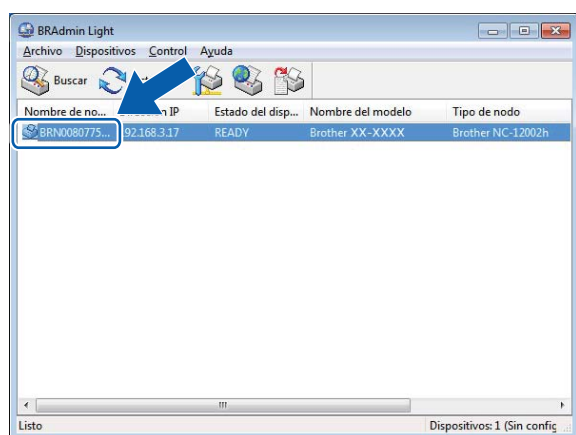 BRAdmin Light
Archivo Dispositivos Control Ayuda
Buscar
Nombre de no... IP Estado del disp... Nombre del modelo Tipo de nodo
BRN0080775... 92.168.3.17 READY Brother XX-XXXX Brother NC-12002h
Listo Dispositivos: 1 (Sin config